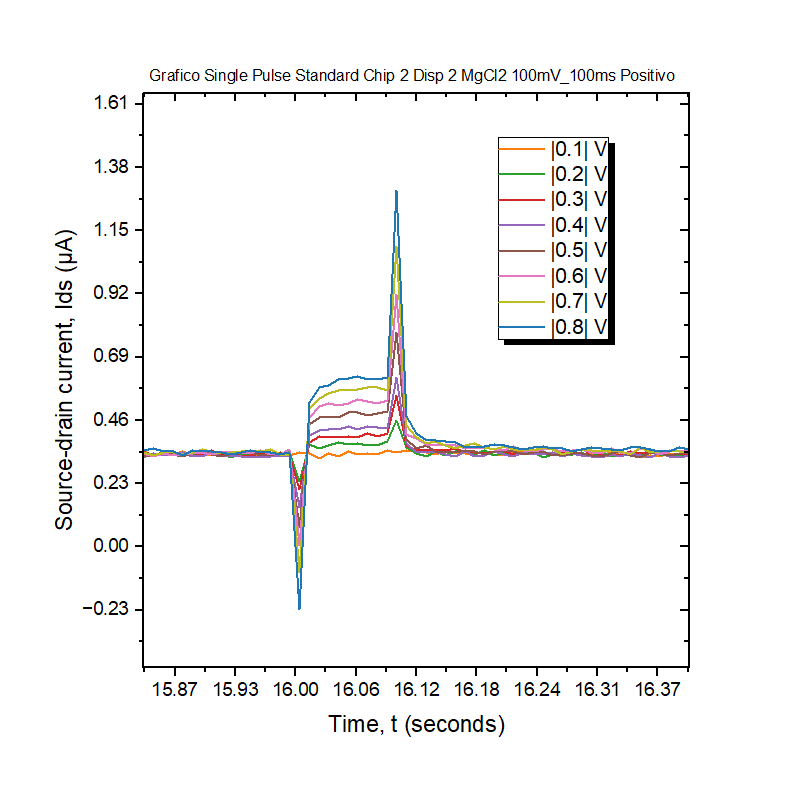 Grafico Single Pulse Standard Chip 2 Disp 2 MgCl2 100mV_100ms Positivo
1.61
1.38
1.15
0.92
0.69
0.46
0.23
0.00
−0.23
Source-drain current, Ids (µA)
|0.1| V
|0.2| V
|0.3| V
|0.4| V
|0.5| V
|0.6| V
|0.7| V
|0.8| V
15.87 15.93 16.00 16.06 16.12 16.18 16.24 16.31 16.37
Time, t (seconds)